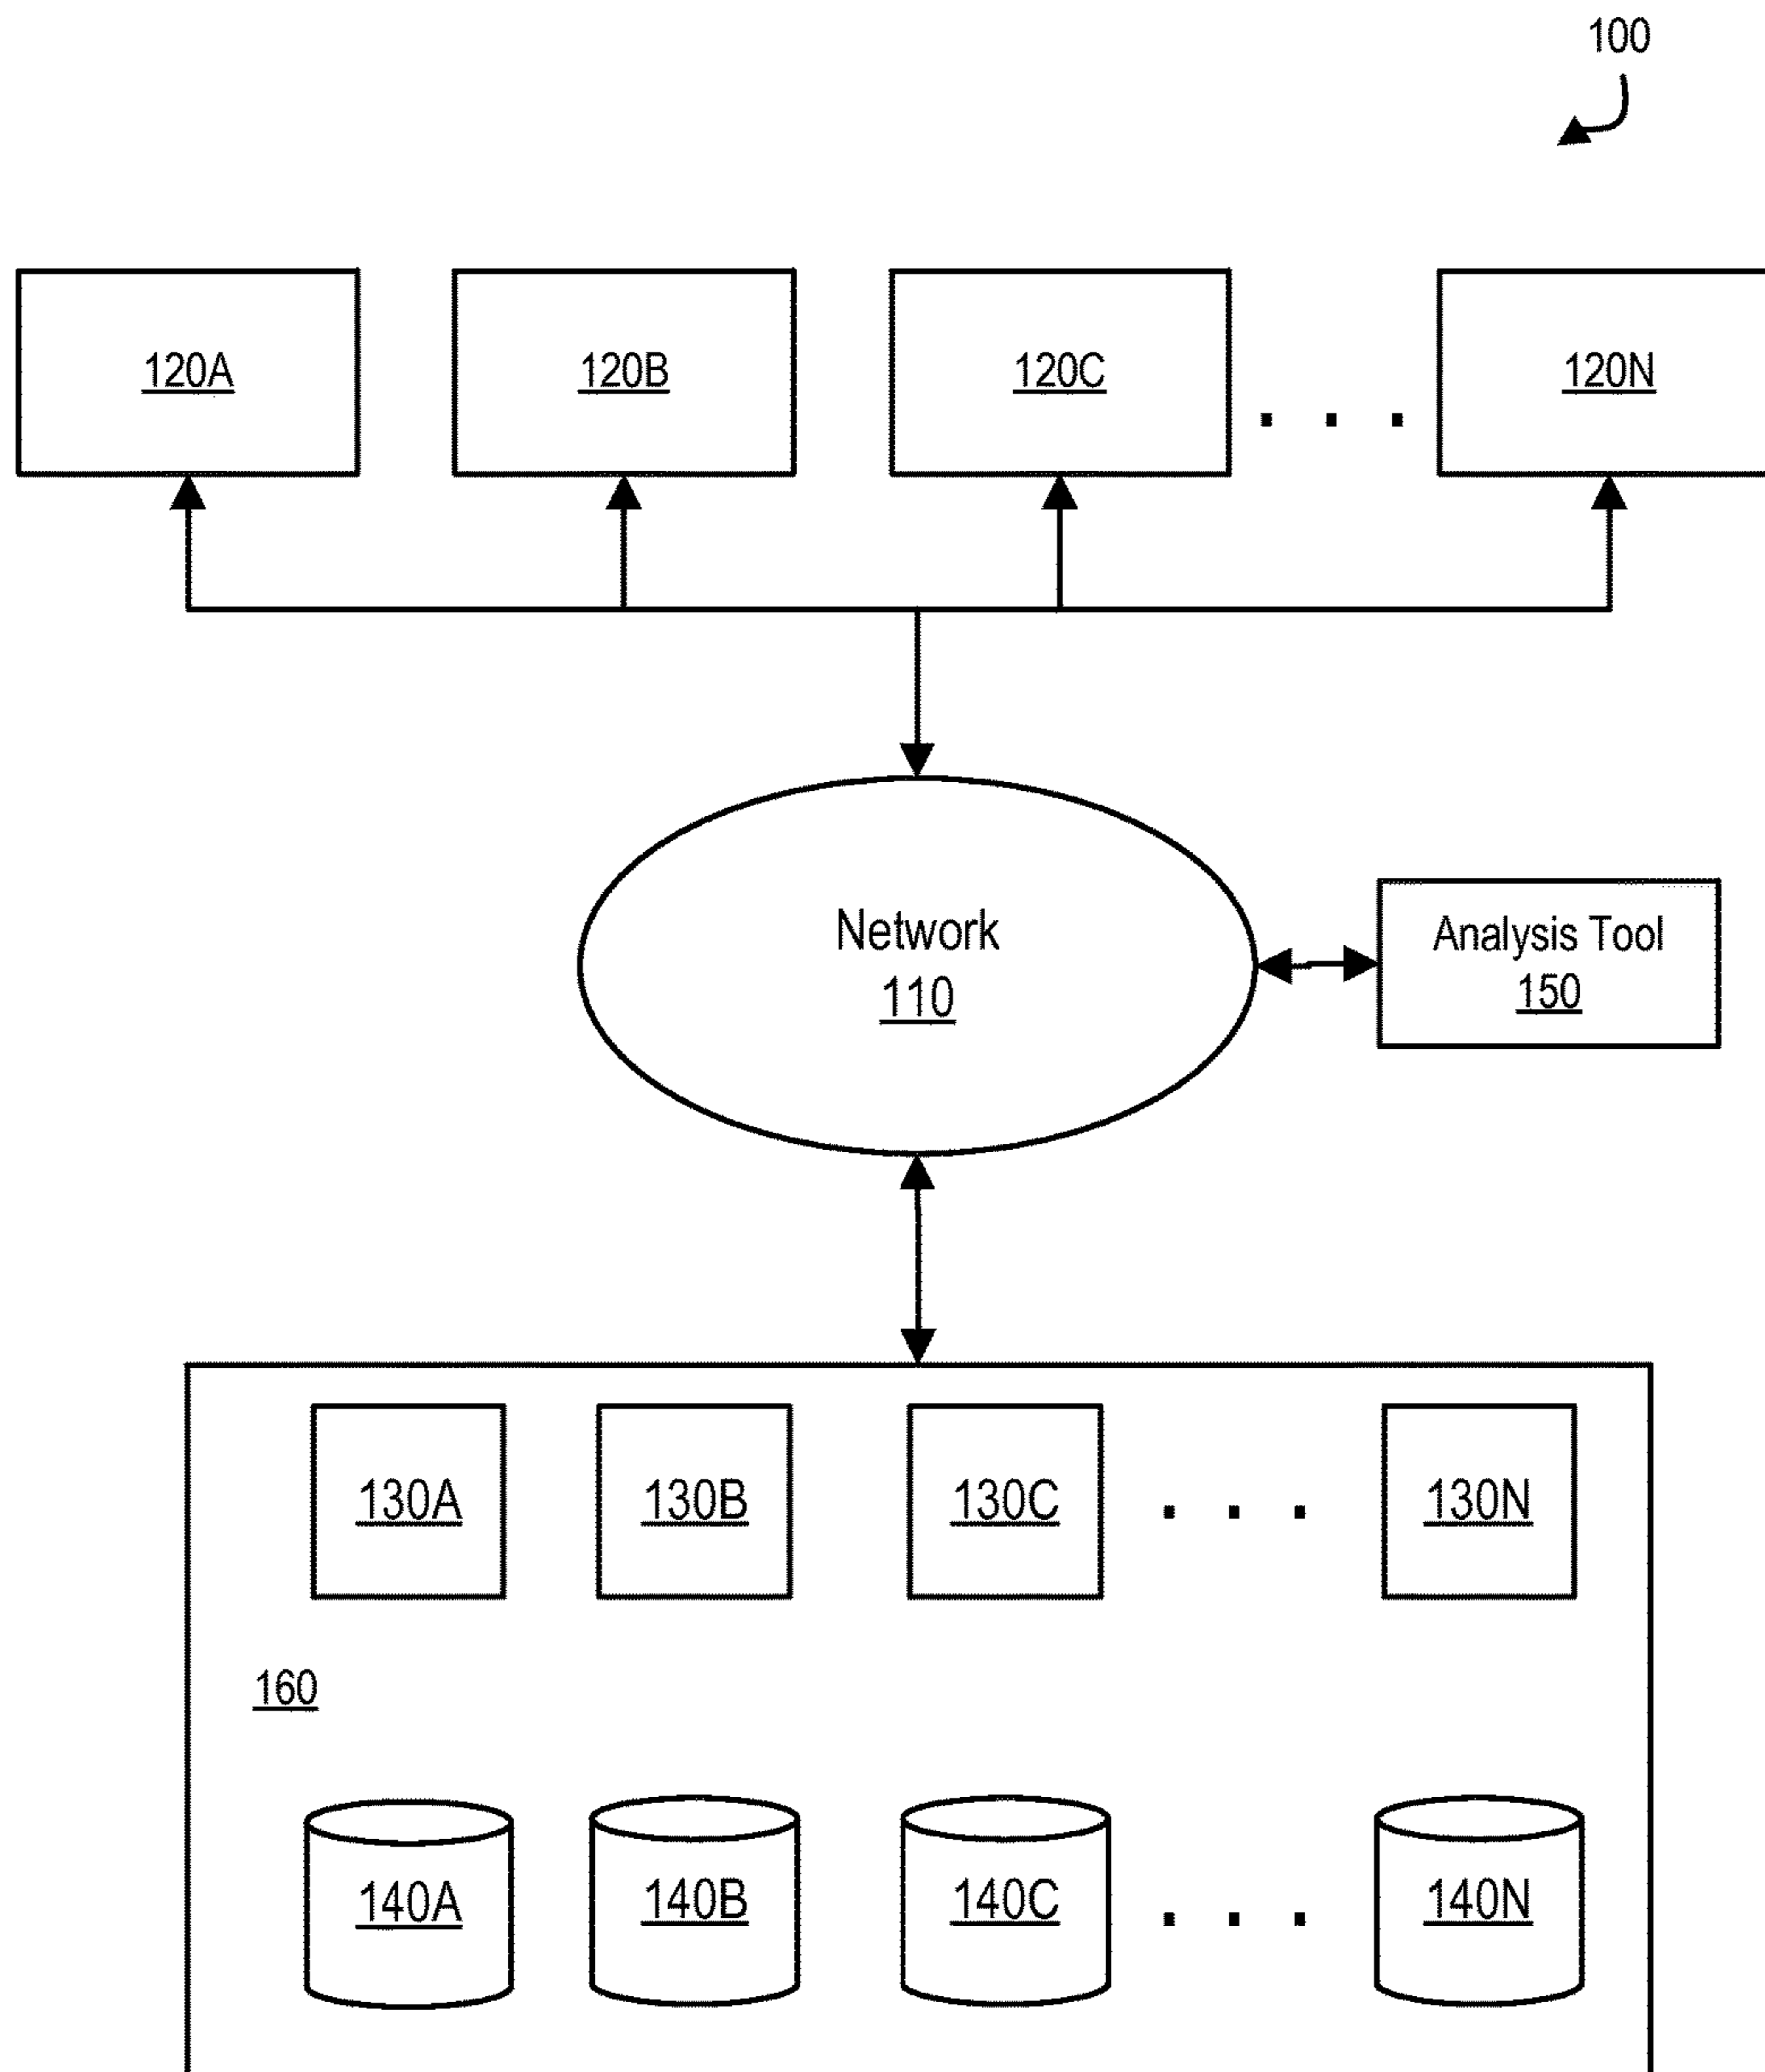 100
120A 120B 120C . . . 120N
Network
110
Analysis Tool
150
130A 130B 130C . . . 130N
160
140A 140B 140C . . . 140N